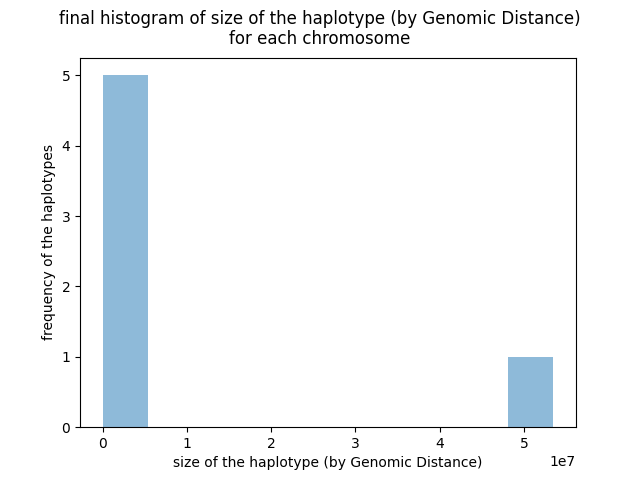 final histogram of size of the haplotype (by Genomic Distance)
for each chromosome
5
4
3
2
1
0
frequency of the haplotypes
0 1 2 3 4 5
1e7
size of the haplotype (by Genomic Distance)